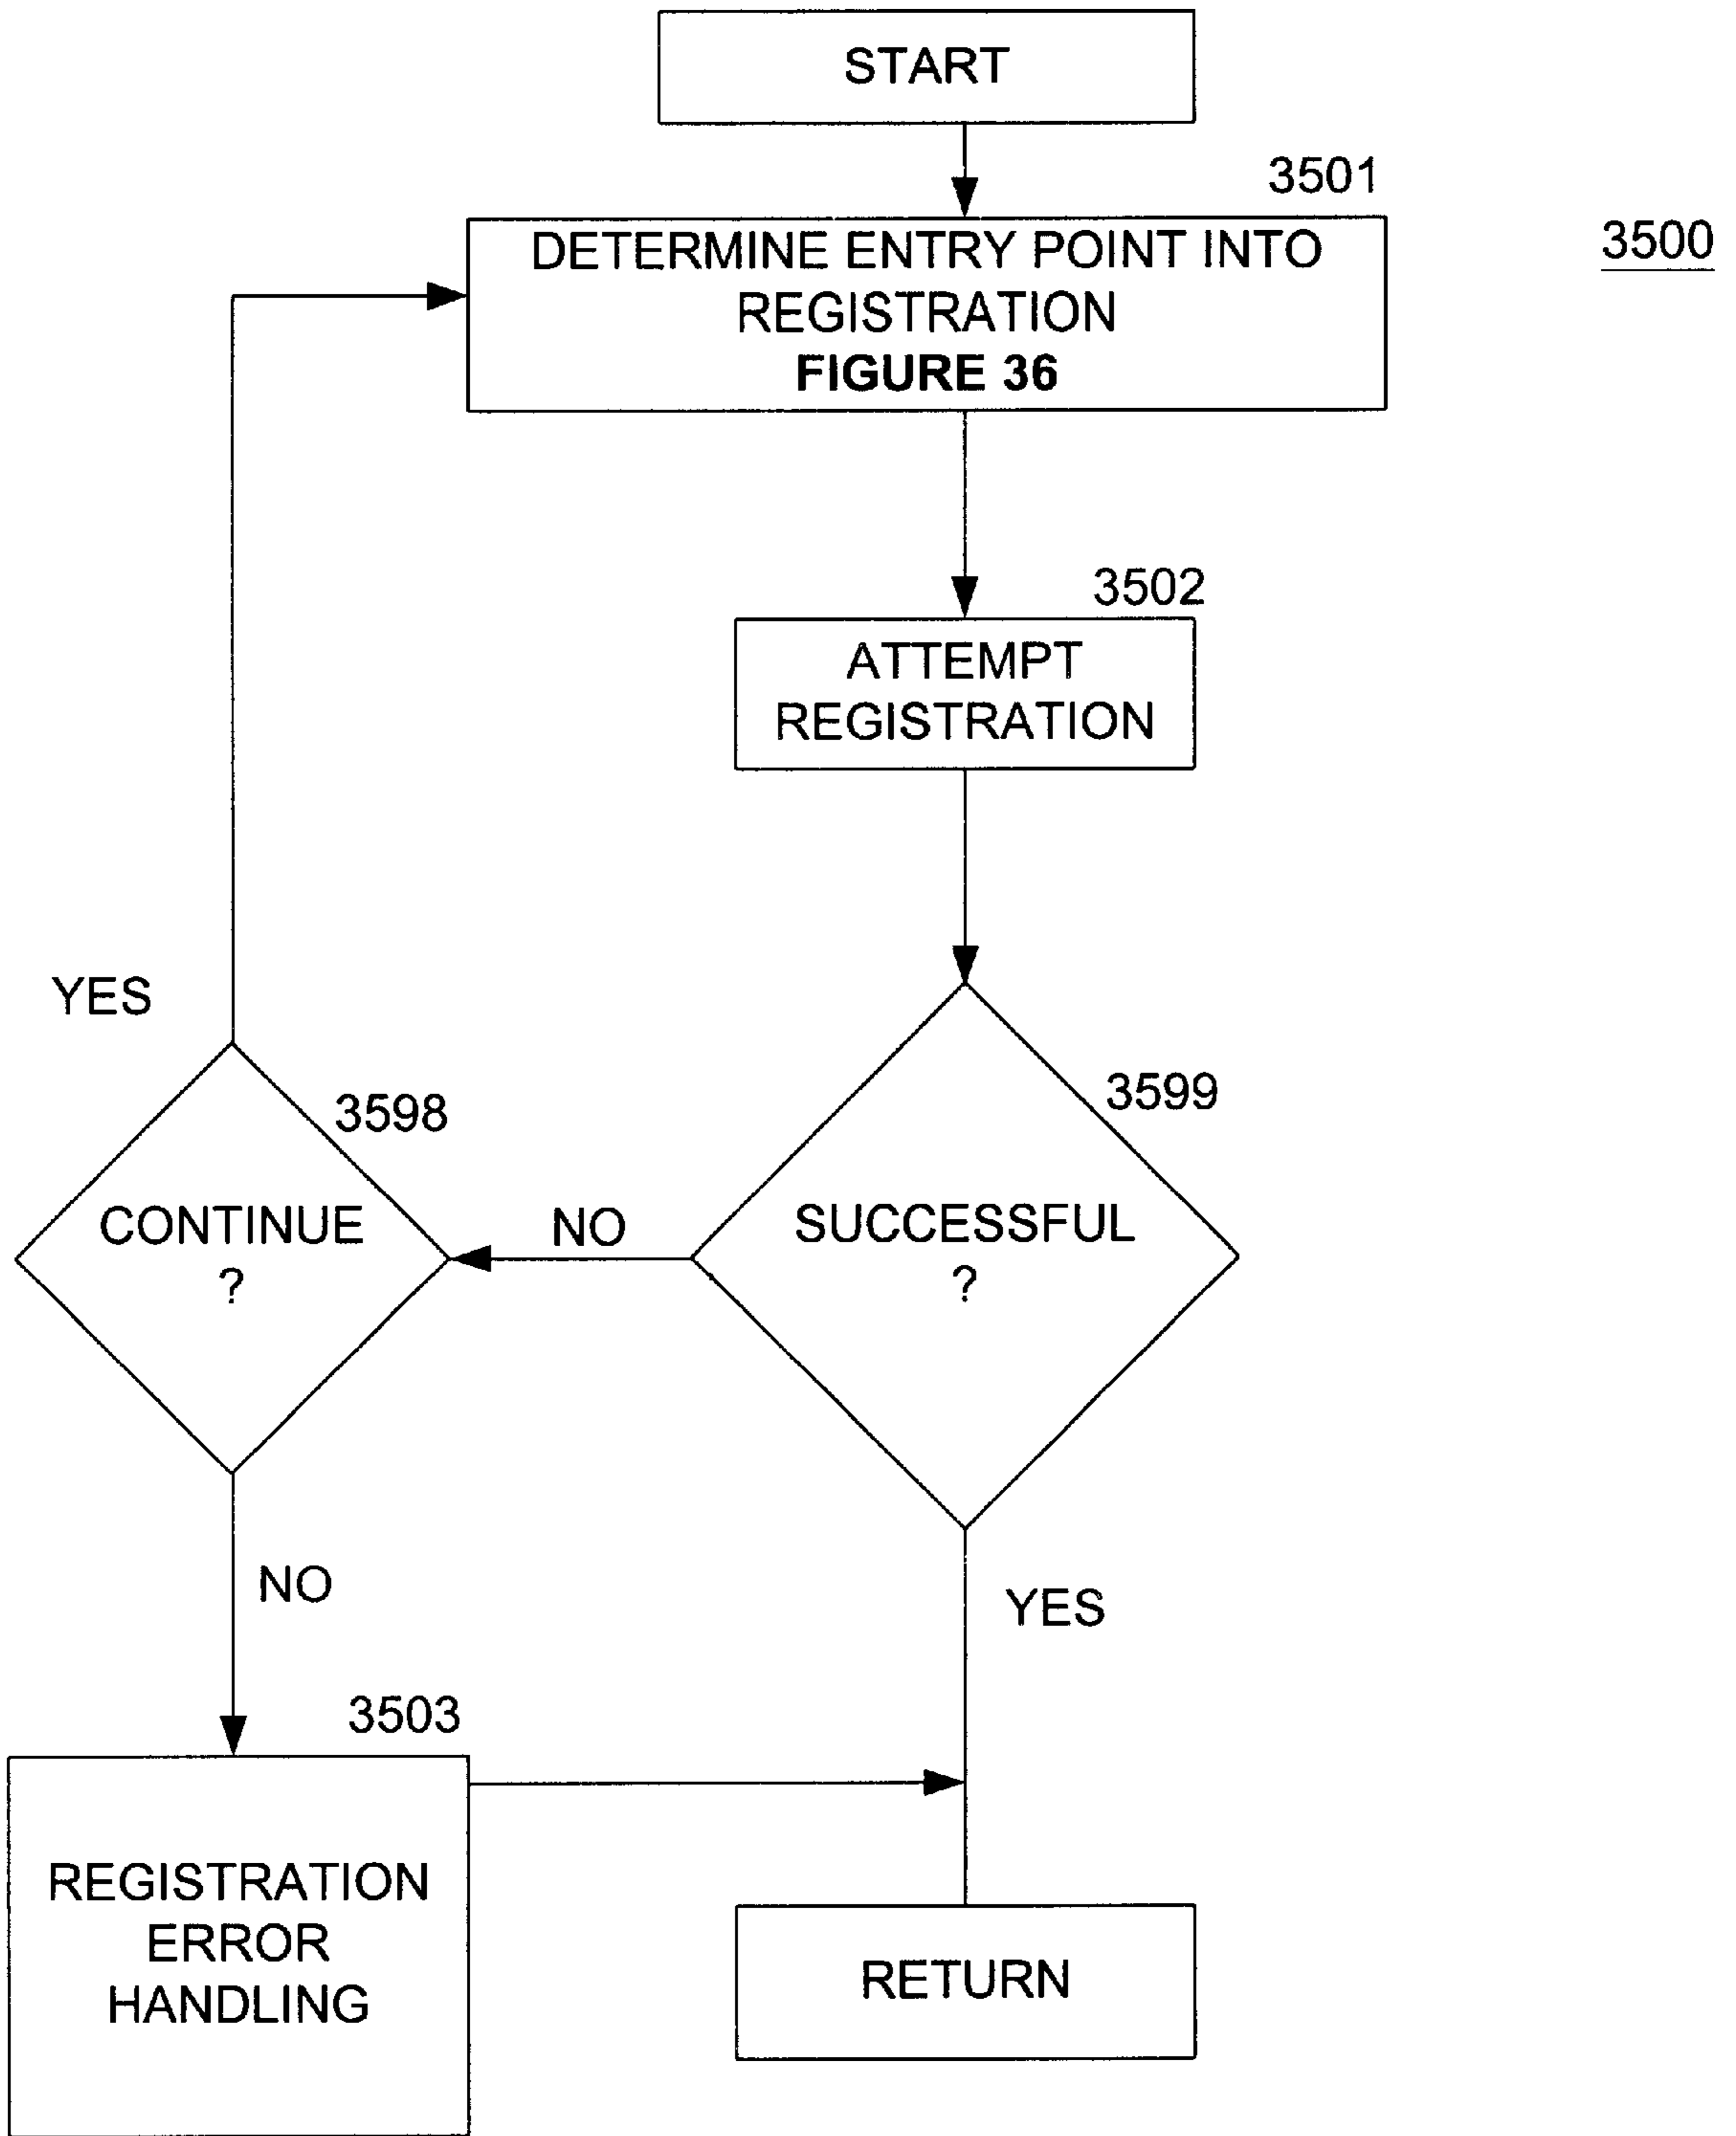 START
3501
3500
DETERMINE ENTRY POINT INTO
REGISTRATION
FIGURE 36
3502
ATTEMPT
REGISTRATION
YES
3598
3599
CONTINUE
?
NO
SUCCESSFUL
?
NO
YES
3503
REGISTRATION
ERROR
HANDLING
RETURN